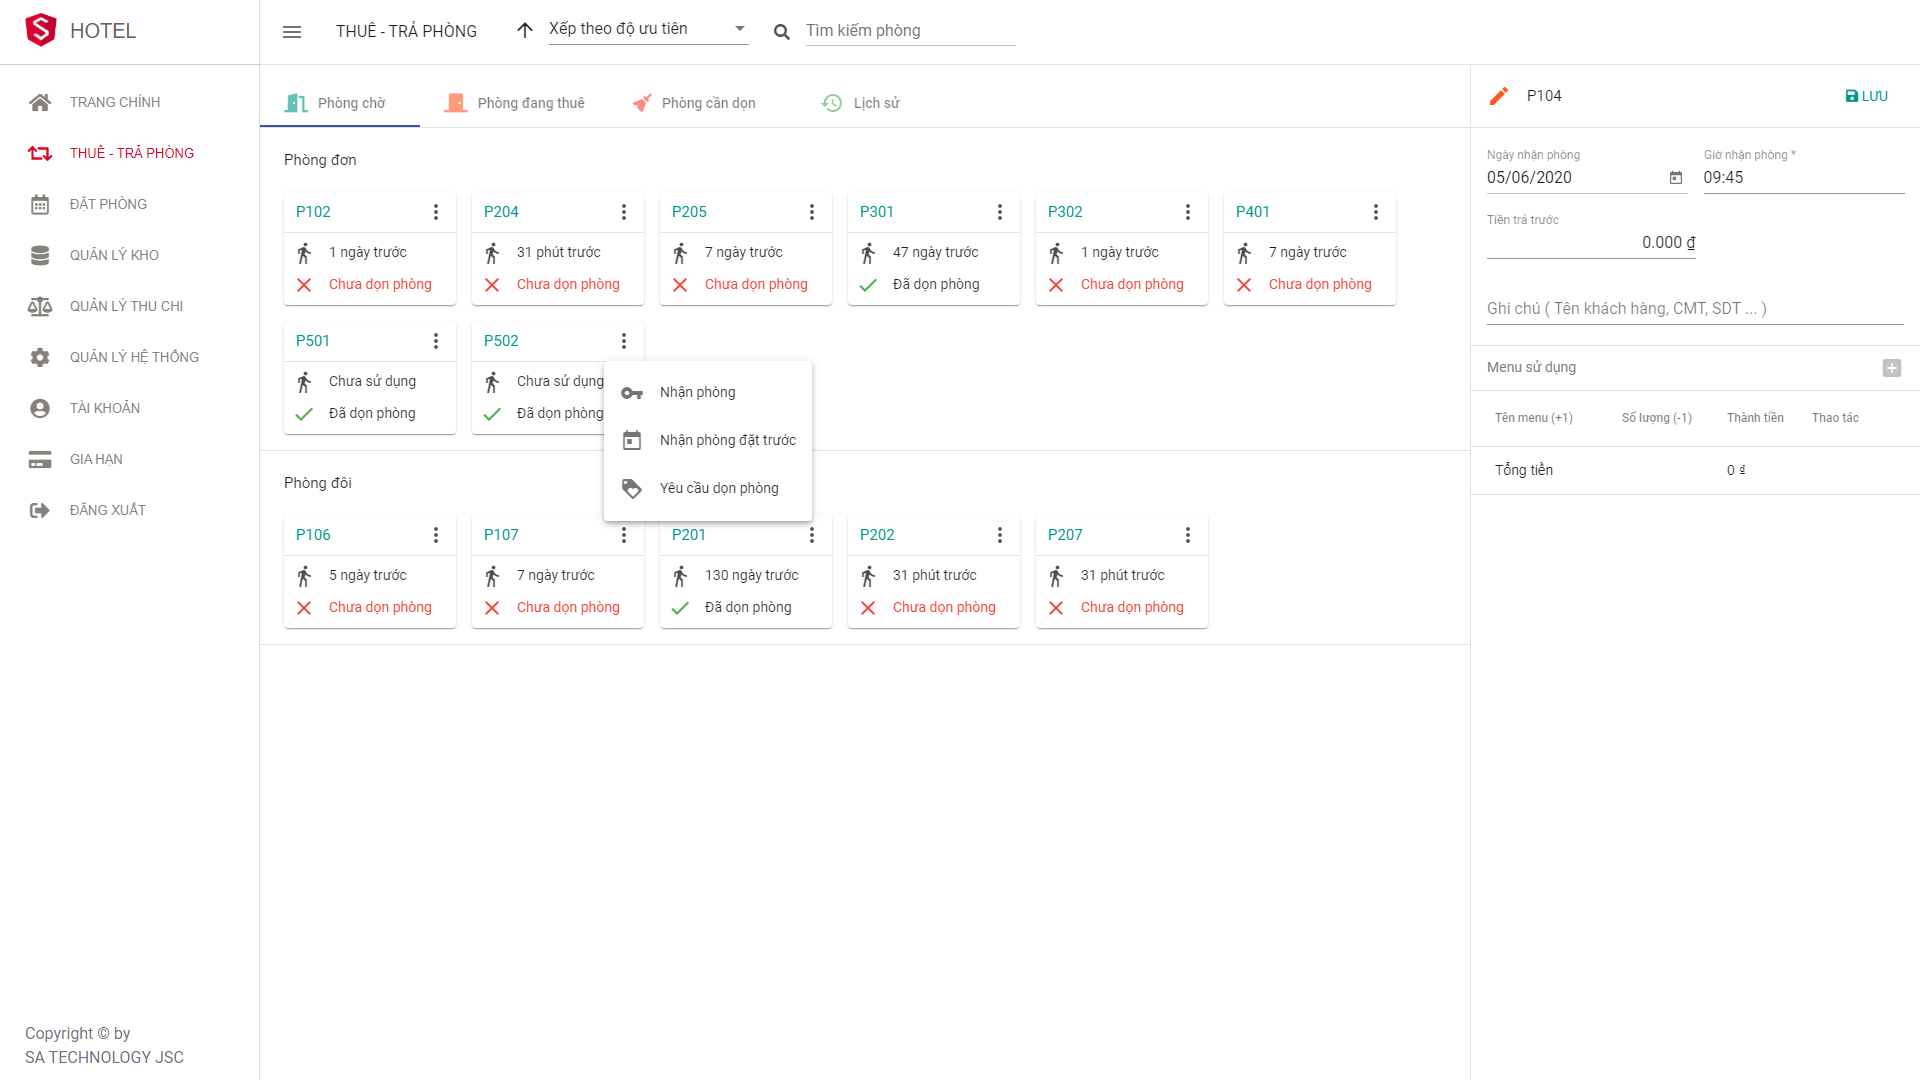 HOTEL
THUÊ - TRẢ PHÒNG
Xếp theo độ ưu tiên
Tìm kiếm phòng
TRANG CHÍNH
THUÊ - TRẢ PHÒNG
ĐẶT PHÒNG
QUẢN LÝ KHO
QUẢN LÝ THU CHI
QUẢN LÝ HỆ THỐNG
TÀI KHOẢN
GIA HẠN
ĐĂNG XUẤT
Copyright © by
SA TECHNOLOGY JSC
Phòng chờ
Phòng đang thuê
Phòng cần dọn
Lịch sử
Phòng đơn
P102
1 ngày trước
Chưa dọn phòng
P204
31 phút trước
Chưa dọn phòng
P205
7 ngày trước
Chưa dọn phòng
P301
47 ngày trước
Đã dọn phòng
P302
1 ngày trước
Chưa dọn phòng
P401
7 ngày trước
Chưa dọn phòng
P501
Chưa sử dụng
Đã dọn phòng
P502
Chưa sử dụng
Đã dọn phòng
Nhận phòng
Nhận phòng đặt trước
Yêu cầu dọn phòng
Phòng đôi
P106
5 ngày trước
Chưa dọn phòng
P107
7 ngày trước
Chưa dọn phòng
P201
130 ngày trước
Đã dọn phòng
P202
31 phút trước
Chưa dọn phòng
P207
31 phút trước
Chưa dọn phòng
P104
LƯU
Ngày nhận phòng
05/06/2020
Giờ nhận phòng *
09:45
Tiền trả trước
0.000 ₫
Ghi chú ( Tên khách hàng, CMT, SDT ... )
Menu sử dụng
Tên menu (+1) Số lượng (-1) Thành tiền Thao tác
Tổng tiền 0 ₫